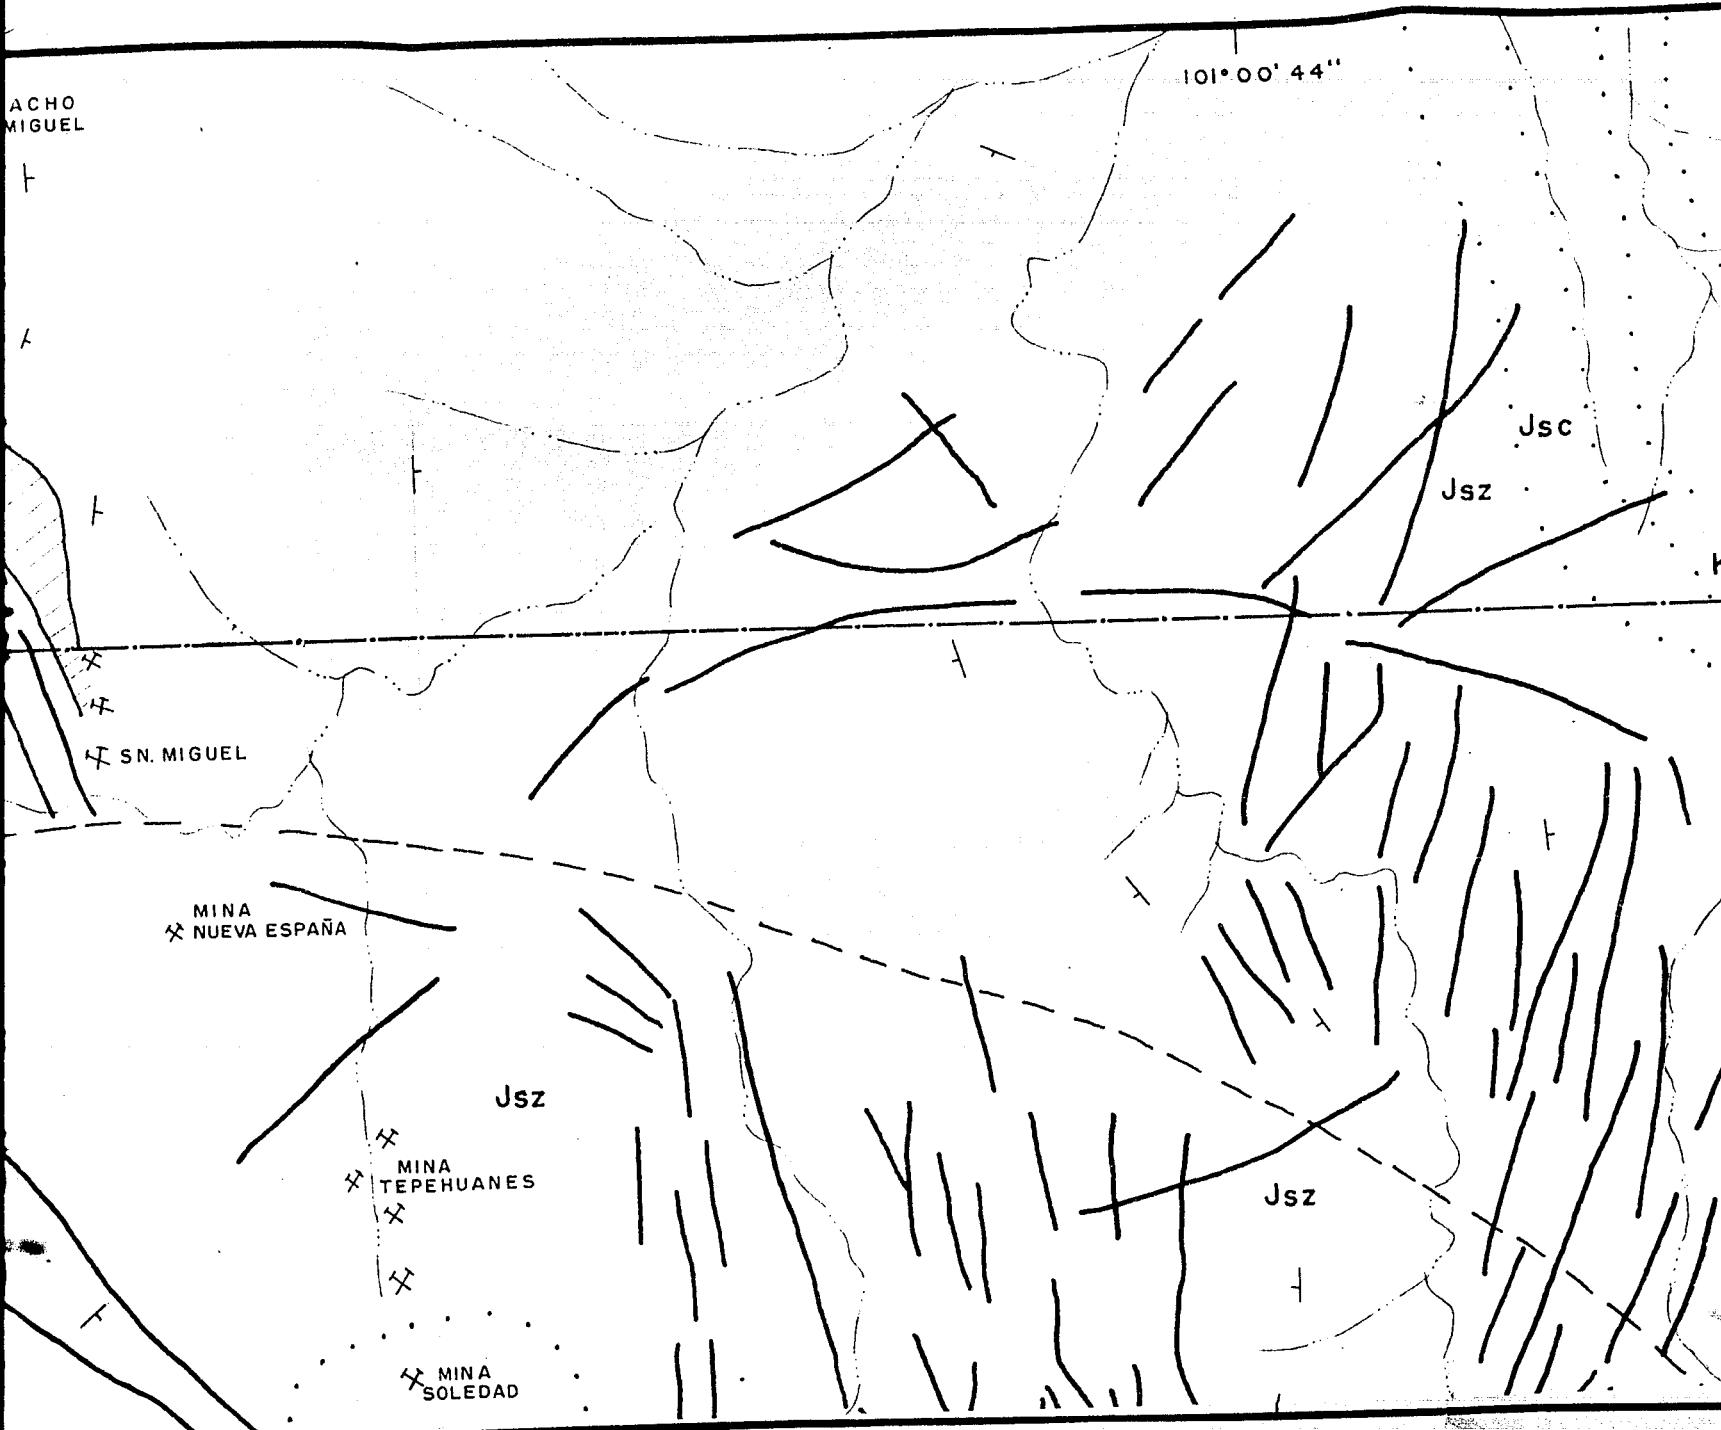 101°00'44"
ACHO
MIGUEL
Jsc
Jsz
SN. MIGUEL
MINA
NUEVA ESPAÑA
Jsz
MINA
TEPEHUANES
Jsz
MINA
SOLEDAD